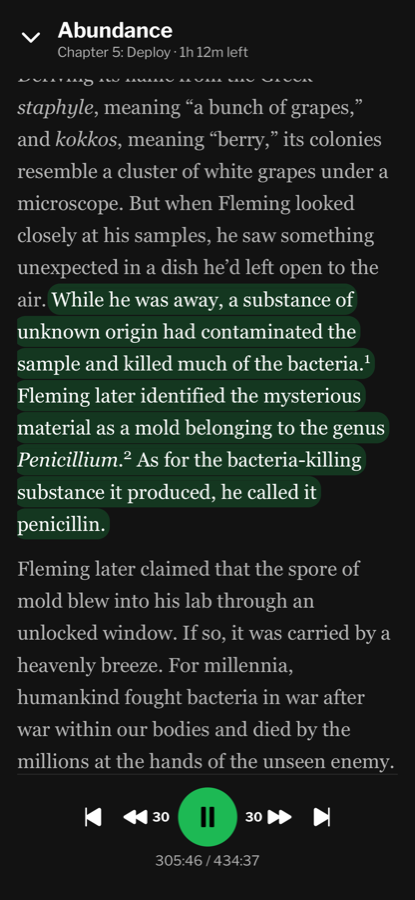 Abundance
Chapter 5: Deploy · 1h 12m left
Deriving its name from the Greek
staphyle, meaning “a bunch of grapes,”
and kokkos, meaning “berry,” its colonies
resemble a cluster of white grapes under a
microscope. But when Fleming looked
closely at his samples, he saw something
unexpected in a dish he’d left open to the
air. While he was away, a substance of
unknown origin had contaminated the
sample and killed much of the bacteria.¹
Fleming later identified the mysterious
material as a mold belonging to the genus
Penicillium.² As for the bacteria-killing
substance it produced, he called it
penicillin.
Fleming later claimed that the spore of
mold blew into his lab through an
unlocked window. If so, it was carried by a
heavenly breeze. For millennia,
humankind fought bacteria in war after
war within our bodies and died by the
millions at the hands of the unseen enemy.
30 30
305:46 / 434:37